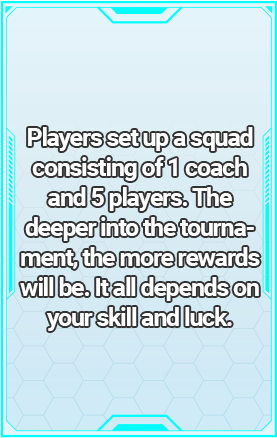 Players set up a squad
consisting of 1 coach
and 5 players. The
deeper into the tourna-
ment, the more rewards
will be. It all depends on
your skill and luck.